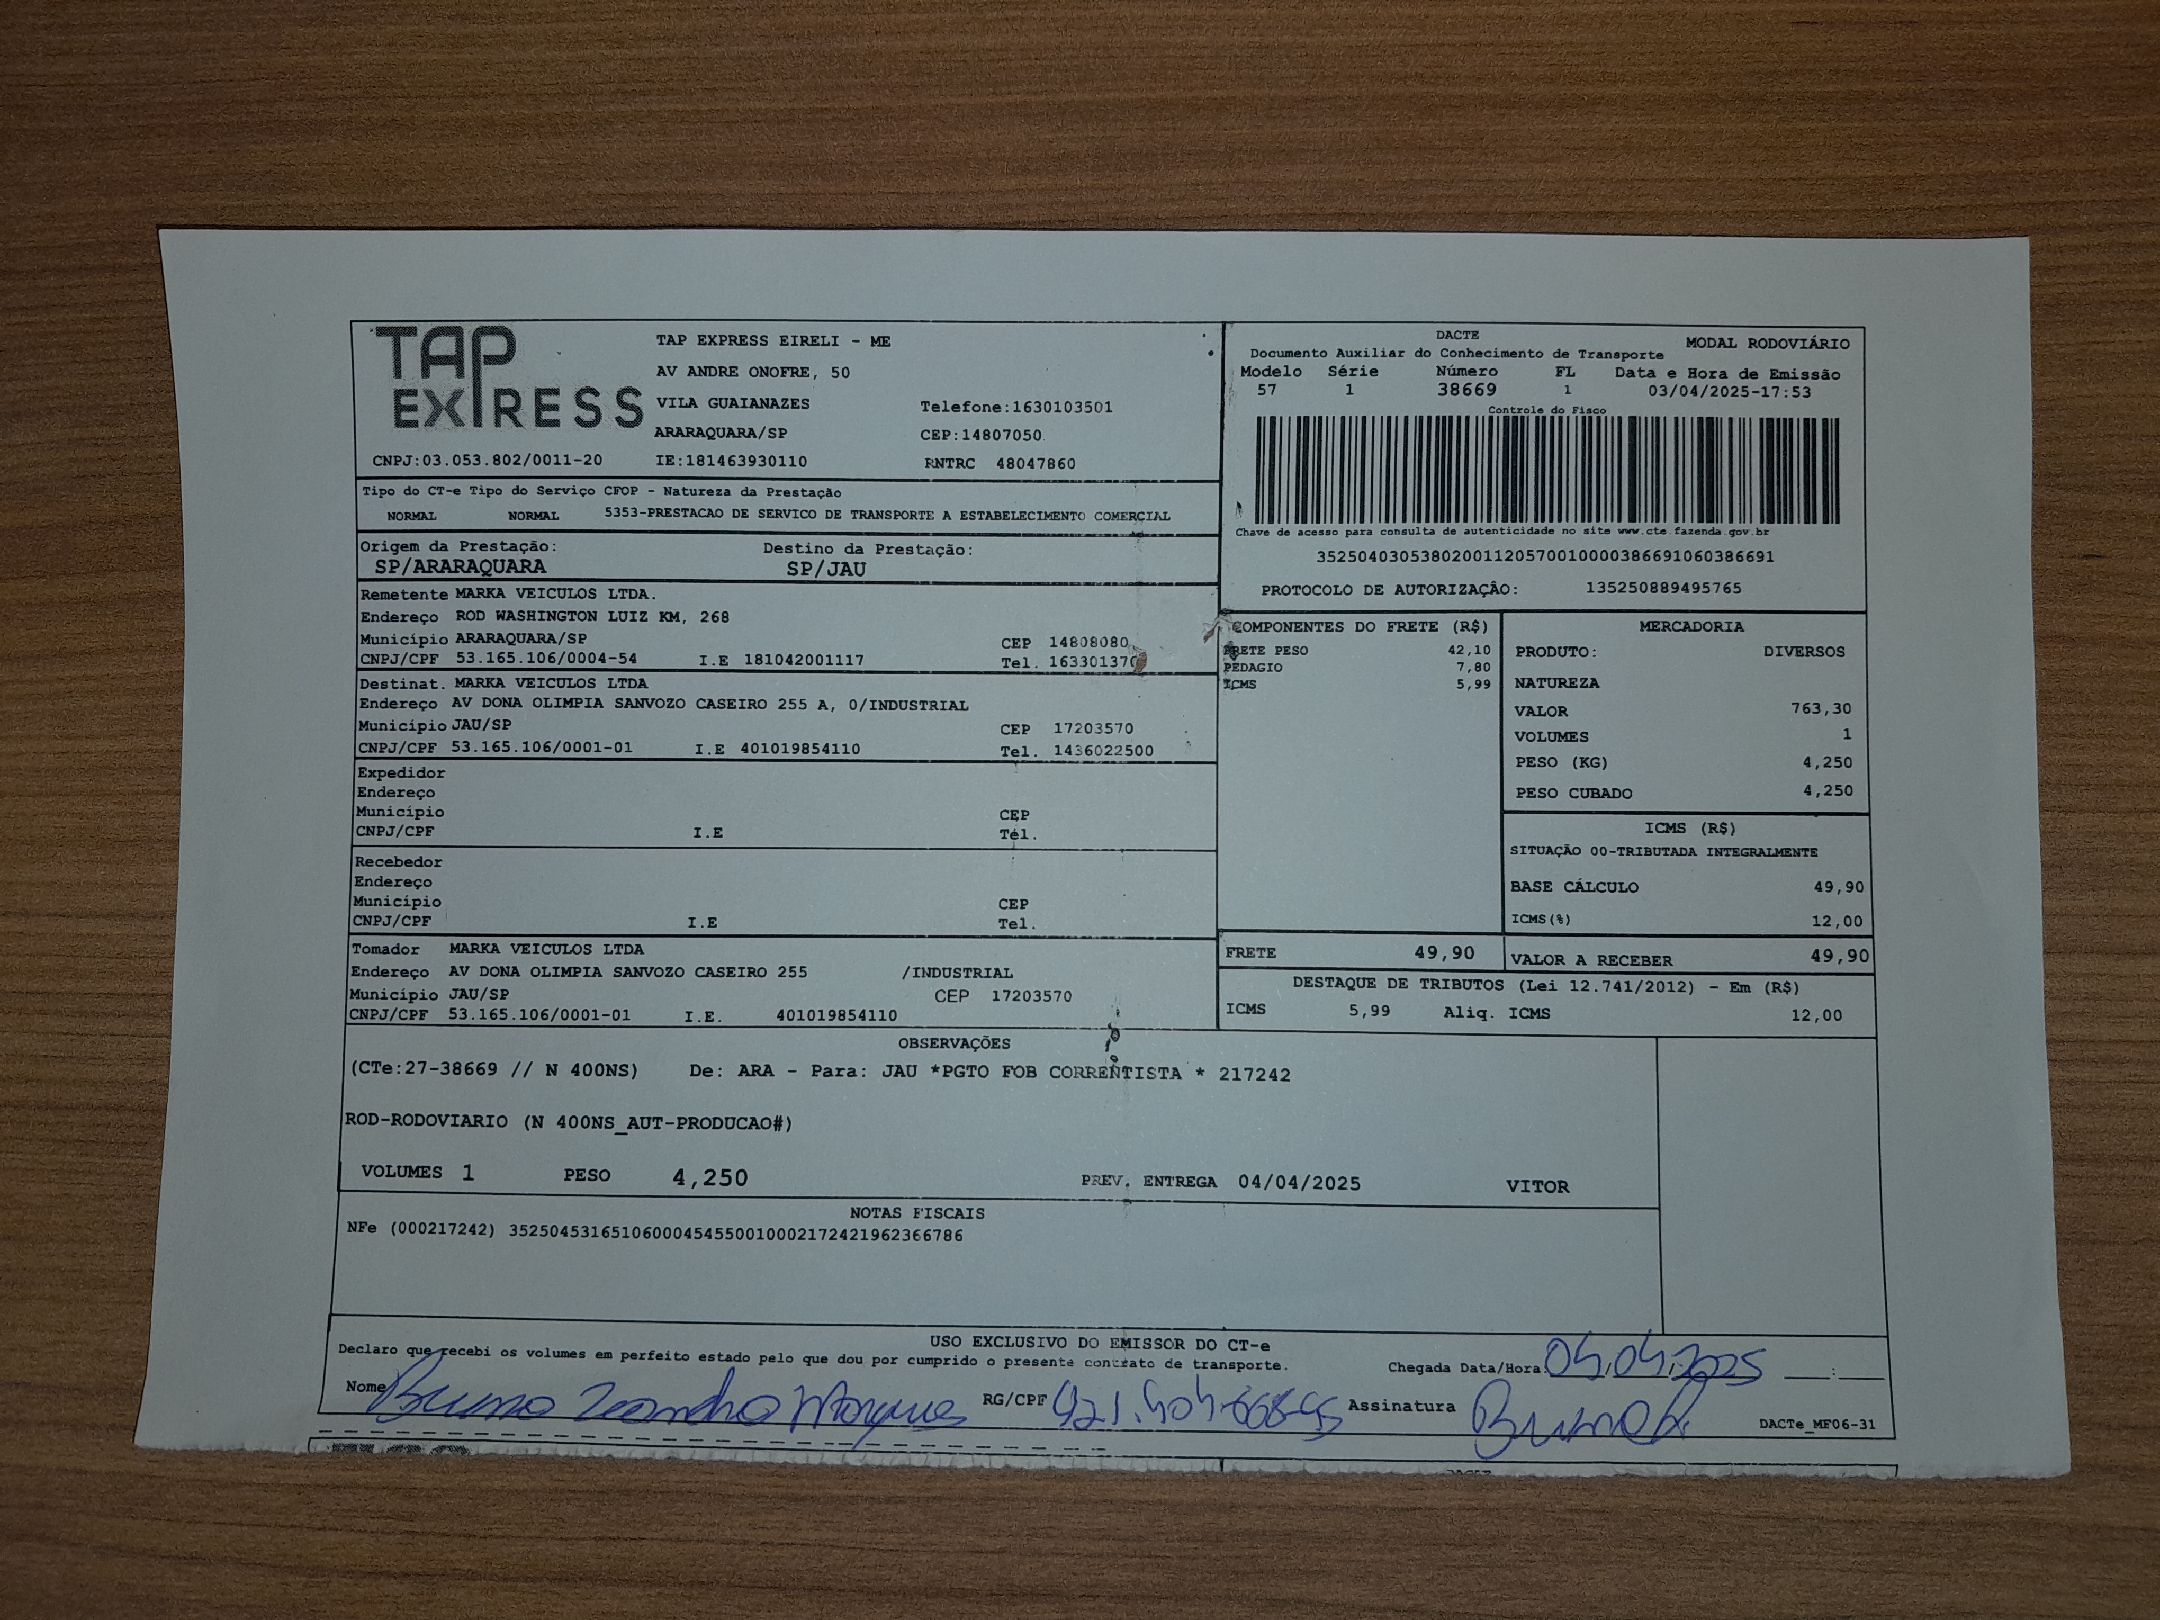 TAP EXPRESS
TAP EXPRESS EIRELI - ME
AV ANDRE ONOFRE, 50
VILA GUAIANAZES Telefone:1630103501
ARARAQUARA/SP CEP:14807050
CNPJ:03.053.802/0011-20 IE:181463930110 RNTRC 48047860
DACTE
MODAL RODOVIÁRIO
Documento Auxiliar do Conhecimento de Transporte
Modelo Série Número FL Data e Hora de Emissão
57 1 38669 1 03/04/2025-17:53
Controle do Fisco
Chave de acesso para consulta de autenticidade no site www.cte.fazenda.gov.br
35250403053802001120570010000386691060386691
PROTOCOLO DE AUTORIZAÇÃO: 135250889495765
Tipo do CT-e Tipo do Serviço CFOP - Natureza da Prestação
NORMAL NORMAL 5353-PRESTACAO DE SERVICO DE TRANSPORTE A ESTABELECIMENTO COMERCIAL
Origem da Prestação: Destino da Prestação:
SP/ARARAQUARA SP/JAU
Remetente MARKA VEICULOS LTDA.
Endereço ROD WASHINGTON LUIZ KM, 268
Município ARARAQUARA/SP CEP 14808080
CNPJ/CPF 53.165.106/0004-54 I.E 181042001117 Tel.
Destinat. MARKA VEICULOS LTDA
Endereço AV DONA OLIMPIA SANVOZO CASEIRO 255 A, 0/INDUSTRIAL
Município JAU/SP CEP 17203570
CNPJ/CPF 53.165.106/0001-01 I.E 401019854110 Tel. 1436022500
Expedidor
Endereço
Município CEP
CNPJ/CPF I.E Tel.
Recebedor
Endereço
Município CEP
CNPJ/CPF I.E Tel.
Tomador MARKA VEICULOS LTDA
Endereço AV DONA OLIMPIA SANVOZO CASEIRO 255 /INDUSTRIAL
Município JAU/SP CEP 17203570
CNPJ/CPF 53.165.106/0001-01 I.E. 401019854110
COMPONENTES DO FRETE (R$)
FRETE PESO 42,10
PEDAGIO 7,80
ICMS 5,99
MERCADORIA
PRODUTO: DIVERSOS
NATUREZA
VALOR 763,30
VOLUMES 1
PESO (KG) 4,250
PESO CUBADO 4,250
ICMS (R$)
SITUAÇÃO 00-TRIBUTADA INTEGRALMENTE
BASE CÁLCULO 49,90
ICMS(%) 12,00
FRETE 49,90 VALOR A RECEBER 49,90
DESTAQUE DE TRIBUTOS (Lei 12.741/2012) - Em (R$)
ICMS 5,99 Aliq. ICMS 12,00
OBSERVAÇÕES
(CTe:27-38669 // N 400NS) De: ARA - Para: JAU *PGTO FOB CORRENTISTA * 217242
ROD-RODOVIARIO (N 400NS_AUT-PRODUCAO#)
VOLUMES 1 PESO 4,250 PREV. ENTREGA 04/04/2025 VITOR
NOTAS FISCAIS
NFe (000217242) 35250453165106000454550010002172421962366786
USO EXCLUSIVO DO EMISSOR DO CT-e
Declaro que recebi os volumes em perfeito estado pelo que dou por cumprido o presente contrato de transporte.
Chegada Data/Hora 04,04,2025 __:__
Nome Bruno Leandro Marques RG/CPF Assinatura
DACTe_MF06-31